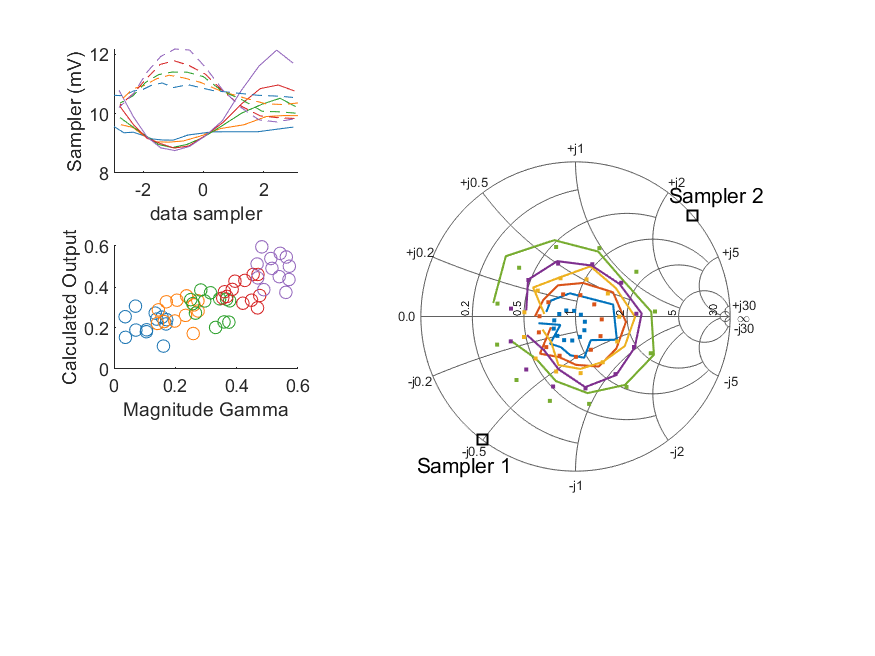 12
10
8
Sampler (mV)
-2
0
2
data sampler
0.6
0.4
0.2
0
Calculated Output
0
0.2
0.4
0.6
Magnitude Gamma
+j1
+j0.5
+j2
Sampler 2
+j0.2
+j5
0.0
0.2
0.5
1
2
5
30
+j30
∞
-j30
-j0.2
-j5
-j0.5
-j2
Sampler 1
-j1